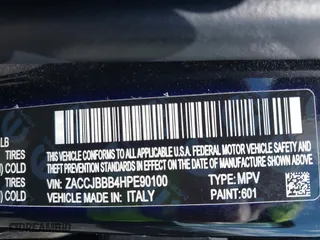 LB
TIRES
) COLD
TIRES
) COLD
THIS VEHICLE CONFORMS TO ALL APPLICABLE U.S.A. FEDERAL MOTOR VEHICLE SAFETY
THEFT PREVENTION STANDARDS IN EFFECT ON THE DATE OF MANUFACTURE SHOWN ABOVE.
VIN: ZACCJBBB4HPE90100 TYPE: MPV
VEHICLE MADE IN: ITALY PAINT: 601